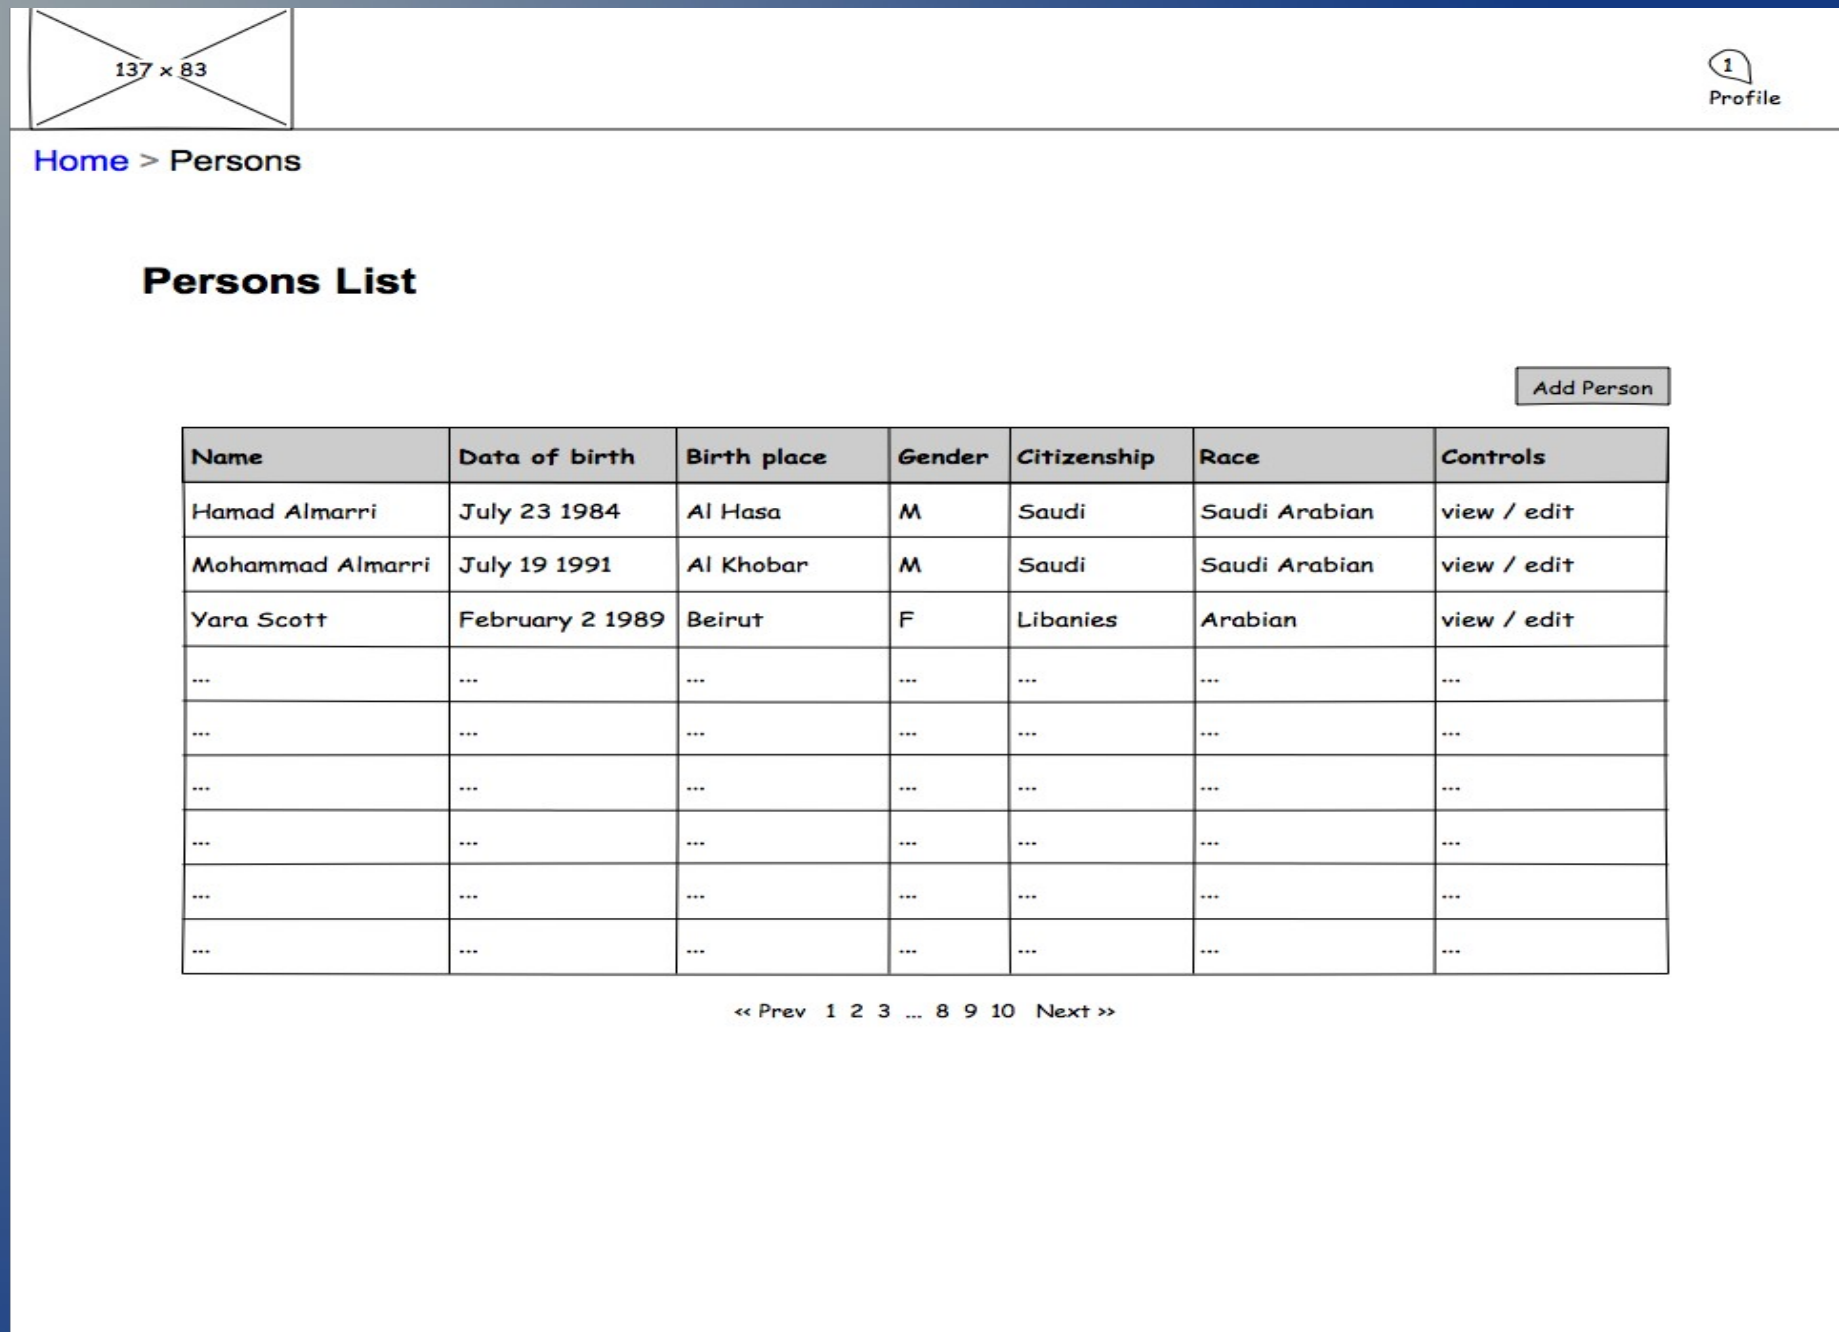 137 x 83
1
Profile
Home > Persons
Persons List
Add Person
Name Data of birth Birth place Gender Citizenship Race Controls
Hamad Almarri July 23 1984 Al Hasa M Saudi Saudi Arabian view / edit
Mohammad Almarri July 19 1991 Al Khobar M Saudi Saudi Arabian view / edit
Yara Scott February 2 1989 Beirut F Libanies Arabian view / edit
... ... ... ... ... ... ...
... ... ... ... ... ... ...
... ... ... ... ... ... ...
... ... ... ... ... ... ...
... ... ... ... ... ... ...
... ... ... ... ... ... ...
<< Prev 1 2 3 ... 8 9 10 Next >>